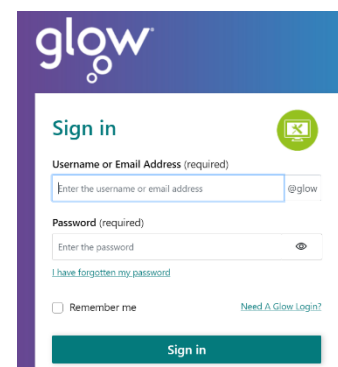 glow
Sign in
Username or Email Address (required)
Enter the username or email address @glow
Password (required)
Enter the password
I have forgotten my password
Remember me Need A Glow Login?
Sign in